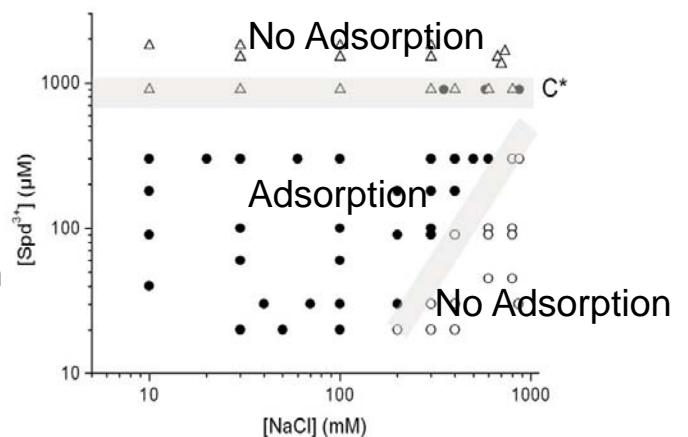 No Adsorption
1000
C*
Adsorption
[Spd³⁺] (µM)
100
No Adsorption
10
10
100
1000
[NaCl] (mM)